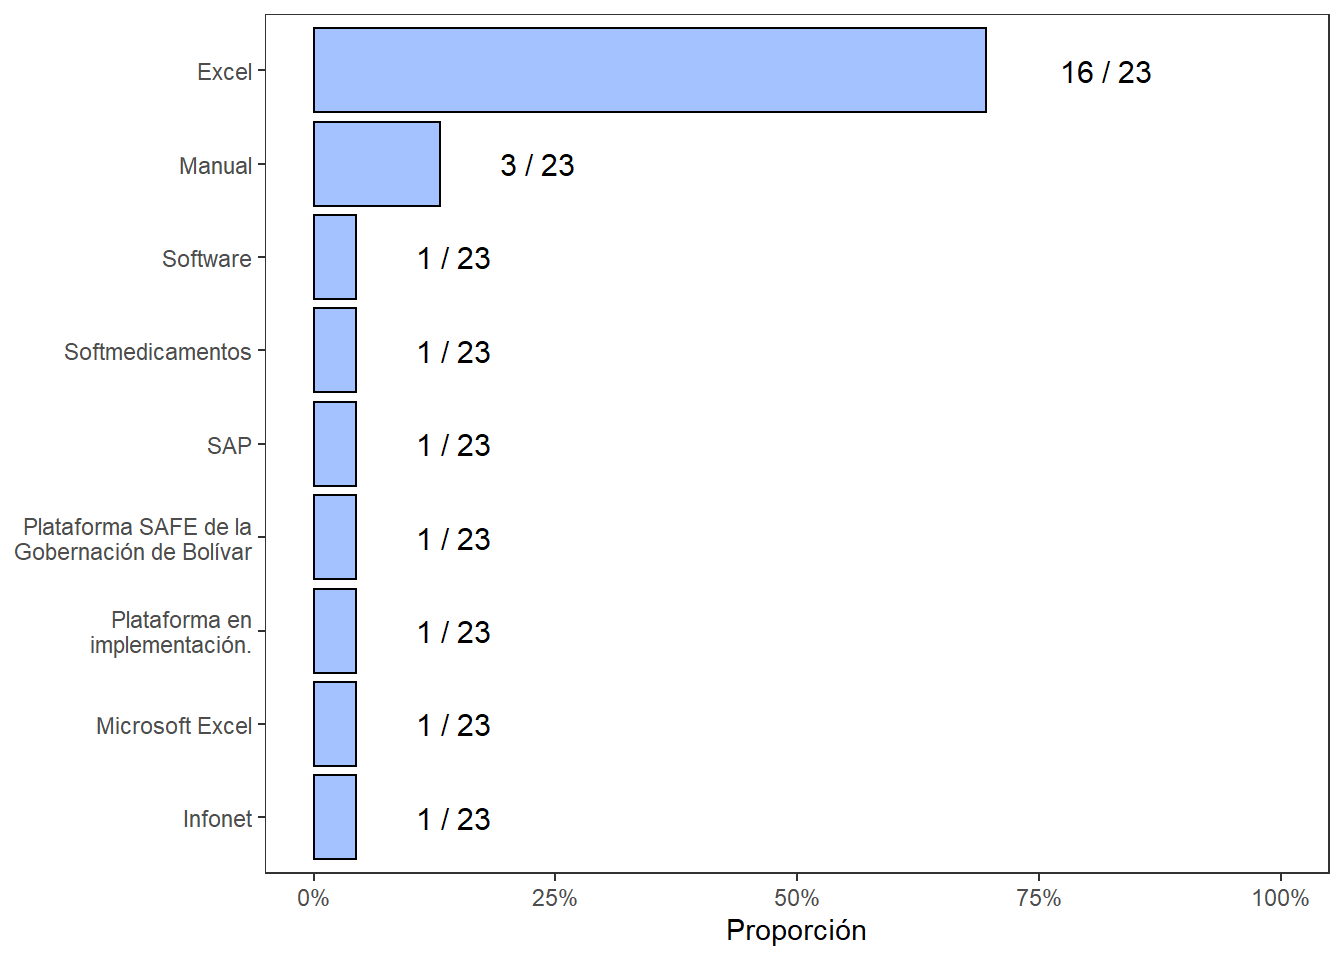 Excel
16 / 23
Manual
3 / 23
Software
1 / 23
Softmedicamentos
1 / 23
SAP
1 / 23
Plataforma SAFE de la
Gobernación de Bolívar
1 / 23
Plataforma en
implementación.
1 / 23
Microsoft Excel
1 / 23
Infonet
1 / 23
0% 25% 50% 75% 100%
Proporción